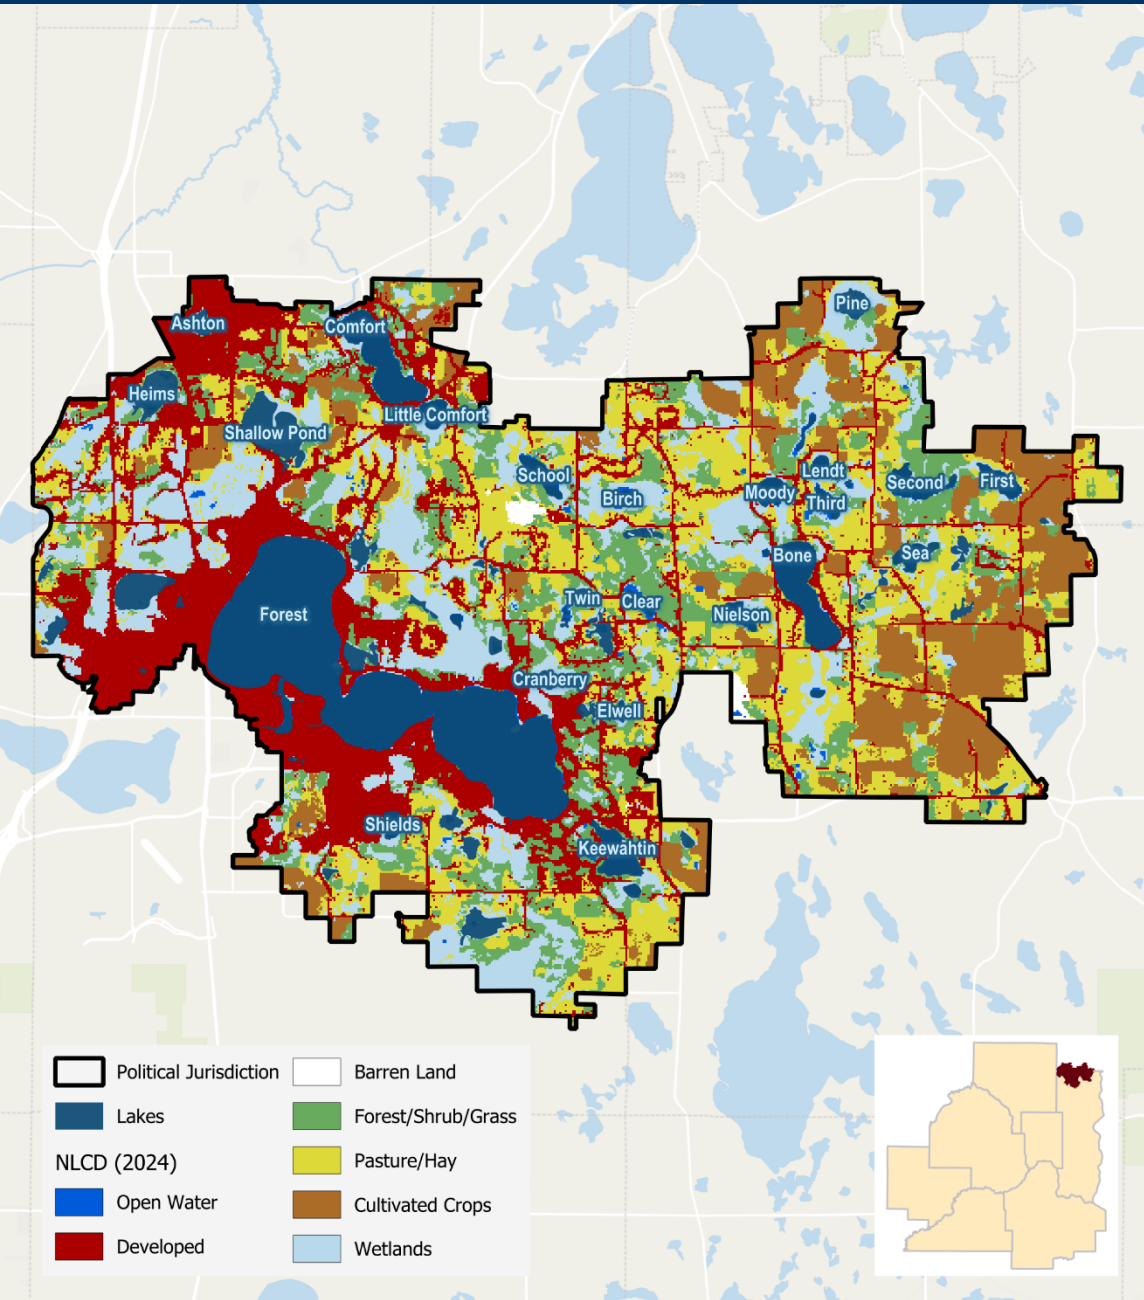 Pine
Ashton
Comfort
Heims
Little Comfort
Shallow Pond
School
Lendt
Second
First
Birch
Moody
Third
Bone
Sea
Twin
Clear
Forest
Nielson
Cranberry
Elwell
Shields
Keewahtin
Political Jurisdiction
Lakes
NLCD (2024)
Open Water
Developed
Barren Land
Forest/Shrub/Grass
Pasture/Hay
Cultivated Crops
Wetlands